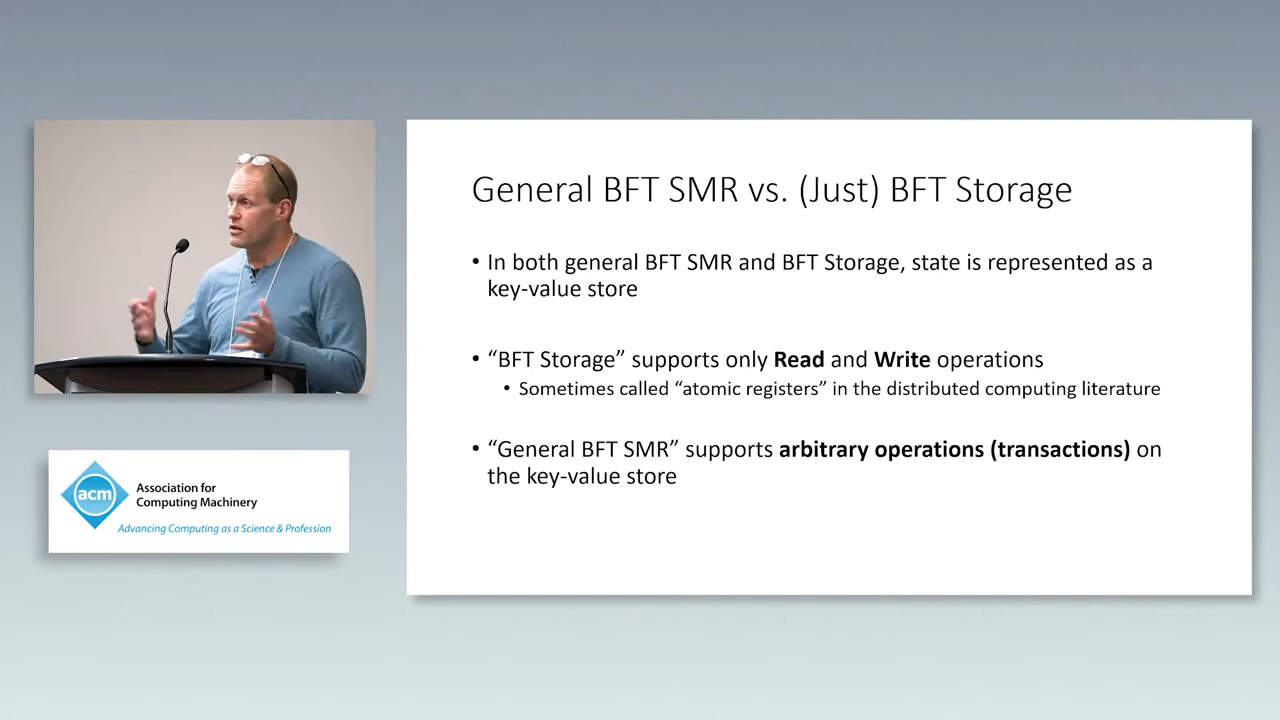 General BFT SMR vs. (Just) BFT Storage
• In both general BFT SMR and BFT Storage, state is represented as a
key-value store
• “BFT Storage” supports only Read and Write operations
• Sometimes called “atomic registers” in the distributed computing literature
• “General BFT SMR” supports arbitrary operations (transactions) on
the key-value store
acm
Association for
Computing Machinery
Advancing Computing as a Science & Profession